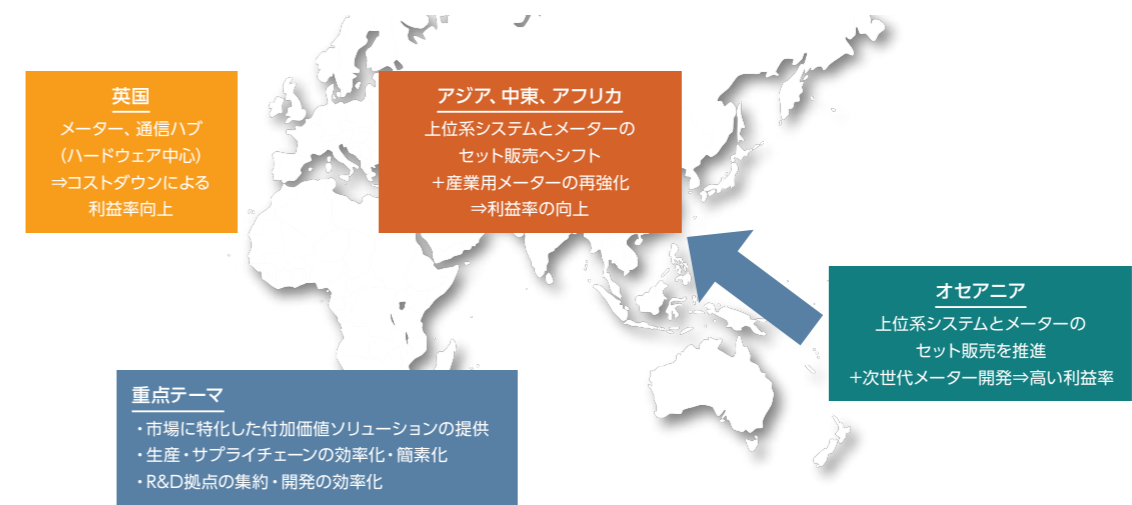 英国
メーター、通信ハブ
(ハードウェア中心)
⇒コストダウンによる
利益率向上
アジア、中東、アフリカ
上位系システムとメーターの
セット販売へシフト
+産業用メーターの再強化
⇒利益率の向上
オセアニア
上位系システムとメーターの
セット販売を推進
+次世代メーター開発⇒高い利益率
重点テーマ
・市場に特化した付加価値ソリューションの提供
・生産・サプライチェーンの効率化・簡素化
・R&D拠点の集約・開発の効率化